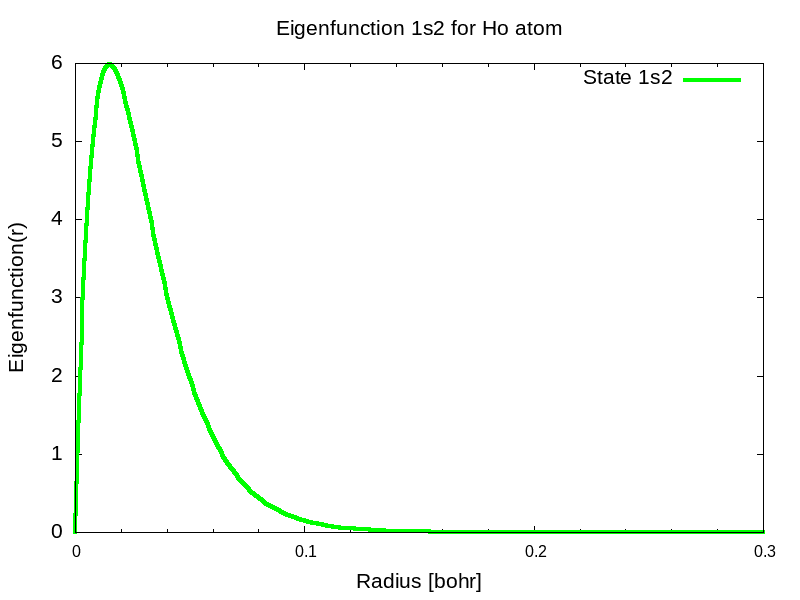 Eigenfunction 1s2 for Ho atom
State 1s2
6
5
4
3
2
1
0
Eigenfunction(r)
0 0.1 0.2 0.3
Radius [bohr]